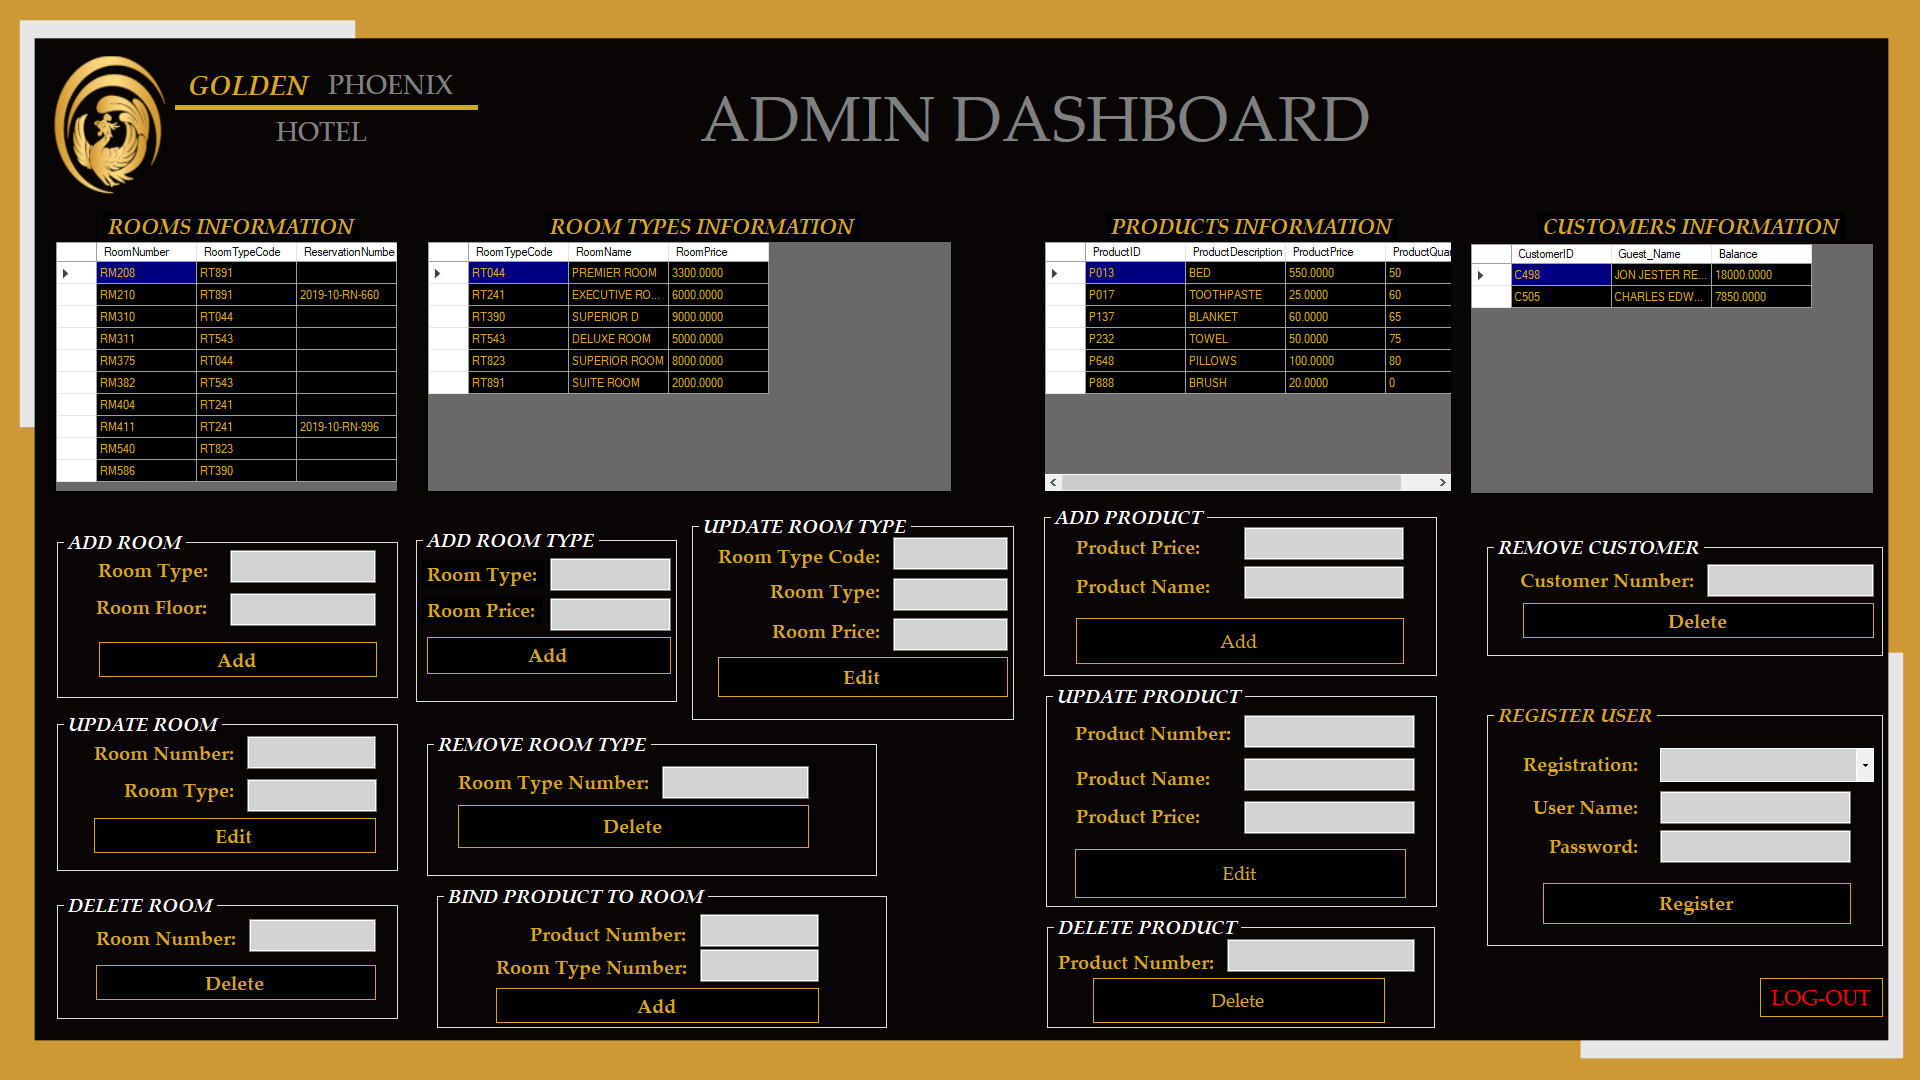 GOLDEN PHOENIX
HOTEL
ADMIN DASHBOARD
ROOMS INFORMATION
RoomNumber RoomTypeCode ReservationNumbe
RM208 RT891
RM210 RT891 2019-10-RN-660
RM310 RT044
RM311 RT543
RM375 RT044
RM382 RT543
RM404 RT241
RM411 RT241 2019-10-RN-996
RM540 RT823
RM586 RT390
ROOM TYPES INFORMATION
RoomTypeCode RoomName RoomPrice
RT044 PREMIER ROOM 3300.0000
RT241 EXECUTIVE RO... 6000.0000
RT390 SUPERIOR D 9000.0000
RT543 DELUXE ROOM 5000.0000
RT823 SUPERIOR ROOM 8000.0000
RT891 SUITE ROOM 2000.0000
PRODUCTS INFORMATION
ProductID ProductDescription ProductPrice ProductQua
P013 BED 550.0000 50
P017 TOOTHPASTE 25.0000 60
P137 BLANKET 60.0000 65
P232 TOWEL 50.0000 75
P648 PILLOWS 100.0000 80
P888 BRUSH 20.0000 0
CUSTOMERS INFORMATION
CustomerID Guest_Name Balance
C498 JON JESTER RE... 18000.0000
C505 CHARLES EDW... 7850.0000
ADD ROOM
Room Type:
Room Floor:
Add
UPDATE ROOM
Room Number:
Room Type:
Edit
DELETE ROOM
Room Number:
Delete
ADD ROOM TYPE
Room Type:
Room Price:
Add
UPDATE ROOM TYPE
Room Type Code:
Room Type:
Room Price:
Edit
REMOVE ROOM TYPE
Room Type Number:
Delete
BIND PRODUCT TO ROOM
Product Number:
Room Type Number:
Add
ADD PRODUCT
Product Price:
Product Name:
Add
UPDATE PRODUCT
Product Number:
Product Name:
Product Price:
Edit
DELETE PRODUCT
Product Number:
Delete
REMOVE CUSTOMER
Customer Number:
Delete
REGISTER USER
Registration:
User Name:
Password:
Register
LOG-OUT